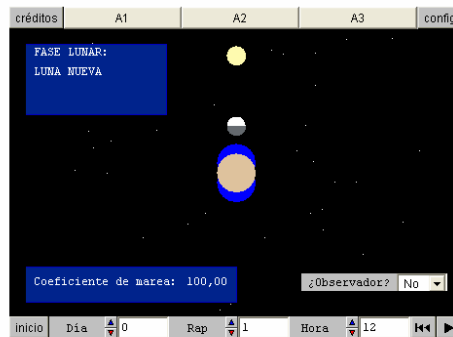 créditos A1 A2 A3 config
FASE LUNAR:
LUNA NUEVA
Coeficiente de marea: 100,00
¿Observador? No
inicio Día 0 Rap 1 Hora 12